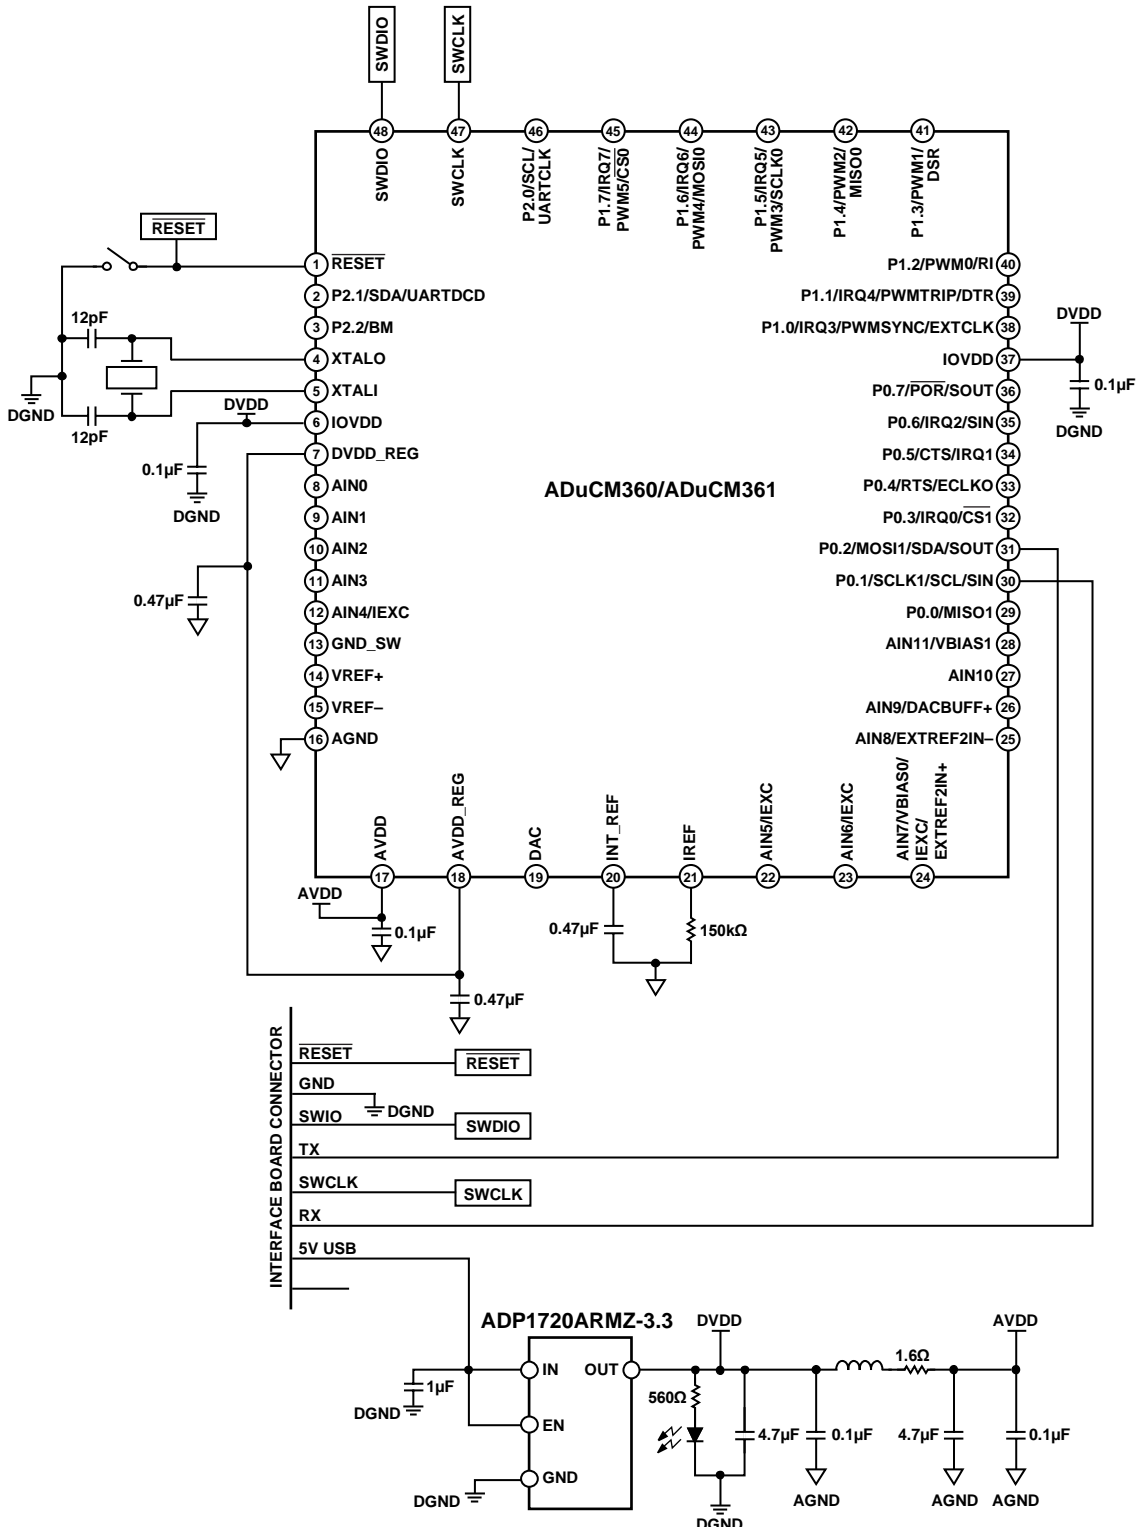 SWDIO
SWCLK
48
47
46
45
44
43
42
41
SWDIO
SWCLK
P2.0/SCL/
UARTCLK
P1.7/IRQ7/
PWM5/CS0
P1.6/IRQ6/
PWM4/MOSI0
P1.5/IRQ5/
PWM3/SCLK0
P1.4/PWM2/
MISO0
P1.3/PWM1/
DSR
RESET
12pF
DGND
12pF
DVDD
0.1µF
DGND
0.47µF
1 RESET
2 P2.1/SDA/UARTDCD
3 P2.2/BM
4 XTALO
5 XTALI
6 IOVDD
7 DVDD_REG
8 AIN0
9 AIN1
10 AIN2
11 AIN3
12 AIN4/IEXC
13 GND_SW
14 VREF+
15 VREF–
16 AGND
ADuCM360/ADuCM361
P1.2/PWM0/RI 40
P1.1/IRQ4/PWMTRIP/DTR 39
P1.0/IRQ3/PWMSYNC/EXTCLK 38
IOVDD 37
P0.7/POR/SOUT 36
P0.6/IRQ2/SIN 35
P0.5/CTS/IRQ1 34
P0.4/RTS/ECLKO 33
P0.3/IRQ0/CS1 32
P0.2/MOSI1/SDA/SOUT 31
P0.1/SCLK1/SCL/SIN 30
P0.0/MISO1 29
AIN11/VBIAS1 28
AIN10 27
AIN9/DACBUFF+ 26
AIN8/EXTREF2IN– 25
DVDD
0.1µF
DGND
AVDD
AVDD_REG
DAC
INT_REF
IREF
AIN5/IEXC
AIN6/IEXC
AIN7/VBIAS0/
IEXC/
EXTREF2IN+
17
18
19
20
21
22
23
24
AVDD
0.1µF
0.47µF
150kΩ
0.47µF
INTERFACE BOARD CONNECTOR
RESET
RESET
GND
DGND
SWIO
SWDIO
TX
SWCLK
SWCLK
RX
5V USB
ADP1720ARMZ-3.3
DVDD
AVDD
IN
OUT
1.6Ω
1µF
DGND
560Ω
EN
4.7µF
0.1µF
4.7µF
0.1µF
GND
DGND
DGND
AGND
AGND
AGND